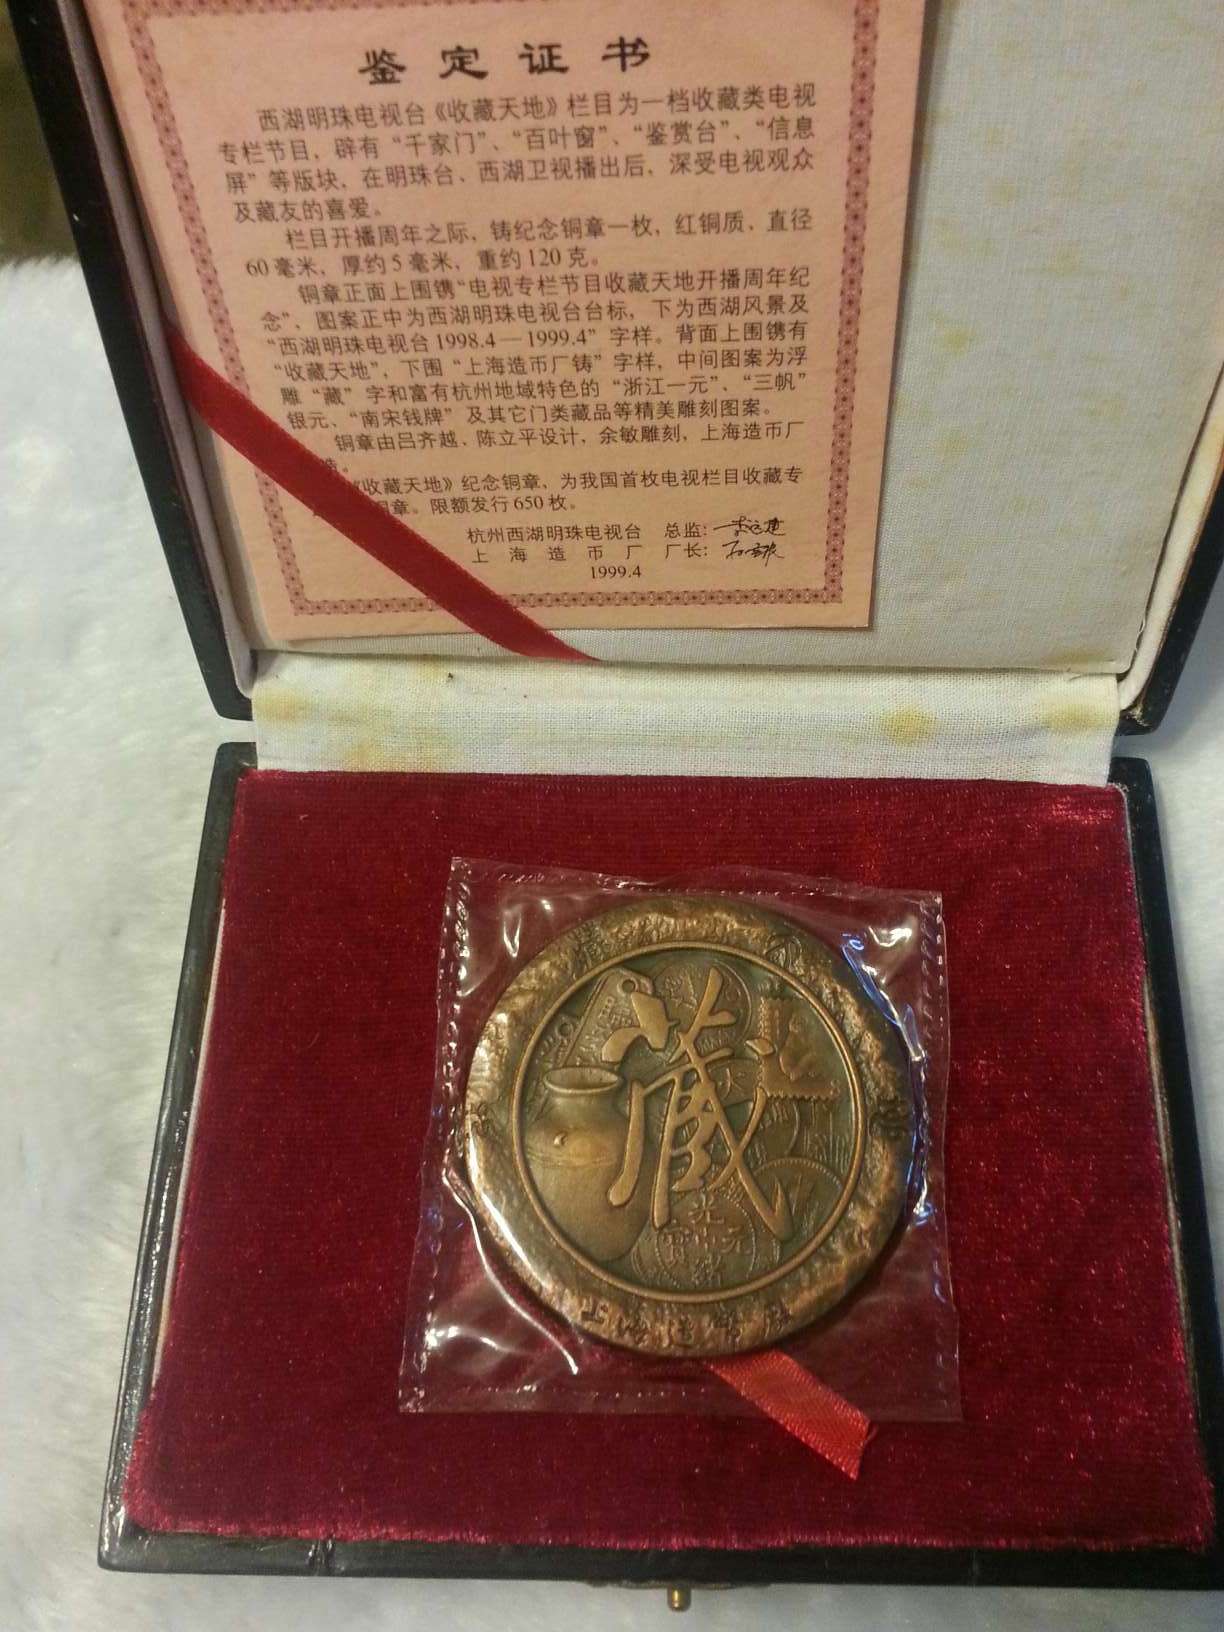 鉴定证书
西湖明珠电视台《收藏天地》栏目为一档收藏类电视
专栏节目，辟有“千家门”、“百叶窗”、“鉴赏台”、“信息
屏”等版块，在明珠台、西湖卫视播出后，深受电视观众
及藏友的喜爱。
栏目开播周年之际，铸纪念铜章一枚，红铜质，直径
60毫米，厚约5毫米，重约120克。
铜章正面上围镌“电视专栏节目收藏天地开播周年纪
念”、图案正中为西湖明珠电视台台标，下为西湖风景及
“西湖明珠电视台1998.4—1999.4”字样。背面上围镌有
“收藏天地”，下围“上海造币厂铸”字样，中间图案为浮
雕“藏”字和富有杭州地域特色的“浙江一元”、“三帆”
银元、“南宋钱牌”及其它门类藏品等精美雕刻图案。
铜章由吕齐越、陈立平设计，余敏雕刻，上海造币厂
。
《收藏天地》纪念铜章，为我国首枚电视栏目收藏专
铜章。限额发行650枚。
杭州西湖明珠电视台 总监：
上海造币厂 厂长：
1999.4
藏
光
寶 元
緒
上海造幣廠